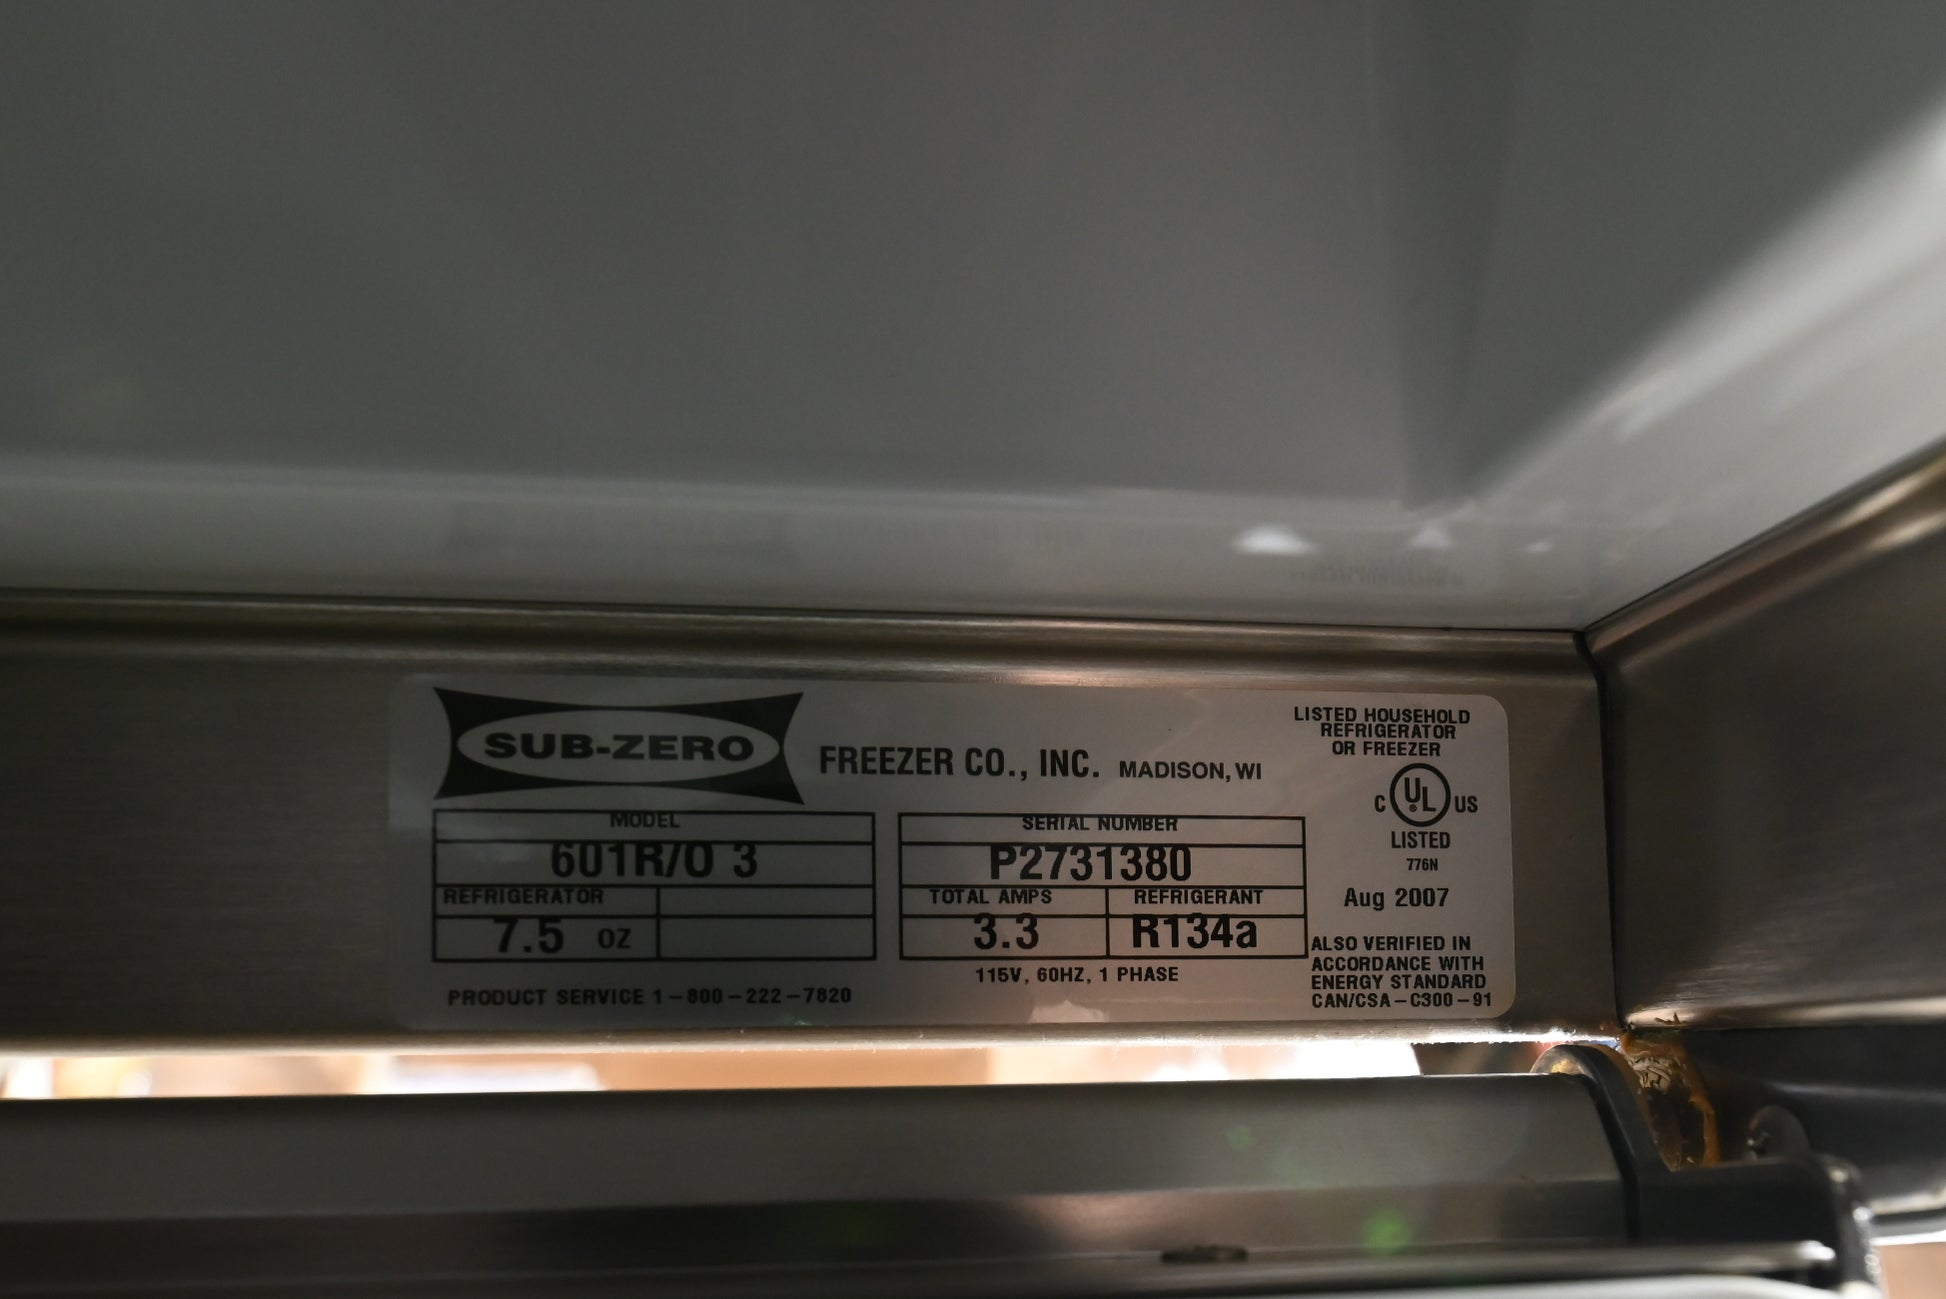 SUB-ZERO FREEZER CO., INC. MADISON, WI
MODEL
601R/O 3
REFRIGERATOR
7.5 OZ
PRODUCT SERVICE 1-800-222-7820
SERIAL NUMBER
P2731380
TOTAL AMPS REFRIGERANT
3.3 R134a
115V, 60HZ, 1 PHASE
LISTED HOUSEHOLD
REFRIGERATOR
OR FREEZER
C UL US
®
LISTED
776N
Aug 2007
ALSO VERIFIED IN
ACCORDANCE WITH
ENERGY STANDARD
CAN/CSA-C300-91